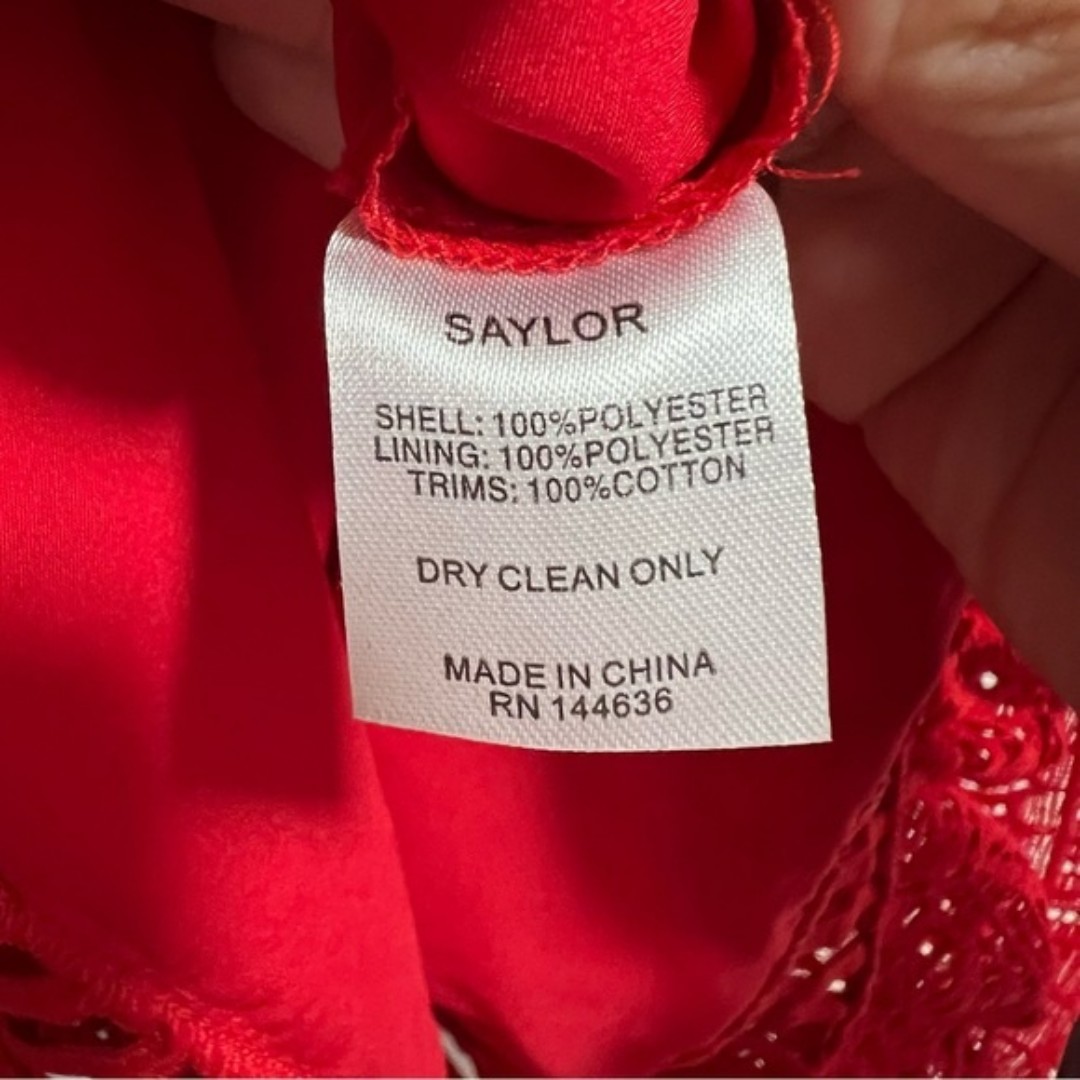 SAYLOR
SHELL: 100%POLYESTER
LINING: 100%POLYESTER
TRIMS: 100%COTTON
DRY CLEAN ONLY
MADE IN CHINA
RN 144636